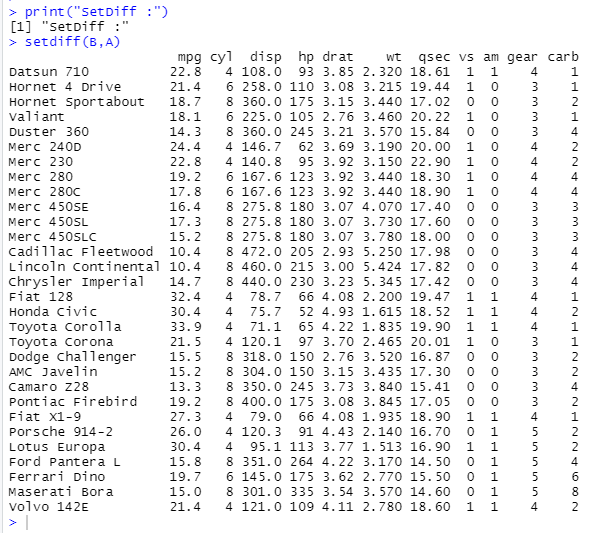 > print("SetDiff :")
[1] "SetDiff :"
> setdiff(B,A)
                     mpg cyl  disp  hp drat    wt  qsec vs am gear carb
Datsun 710          22.8   4 108.0  93 3.85 2.320 18.61  1  1    4    1
Hornet 4 Drive      21.4   6 258.0 110 3.08 3.215 19.44  1  0    3    1
Hornet Sportabout   18.7   8 360.0 175 3.15 3.440 17.02  0  0    3    2
Valiant             18.1   6 225.0 105 2.76 3.460 20.22  1  0    3    1
Duster 360          14.3   8 360.0 245 3.21 3.570 15.84  0  0    3    4
Merc 240D           24.4   4 146.7  62 3.69 3.190 20.00  1  0    4    2
Merc 230            22.8   4 140.8  95 3.92 3.150 22.90  1  0    4    2
Merc 280            19.2   6 167.6 123 3.92 3.440 18.30  1  0    4    4
Merc 280C           17.8   6 167.6 123 3.92 3.440 18.90  1  0    4    4
Merc 450SE          16.4   8 275.8 180 3.07 4.070 17.40  0  0    3    3
Merc 450SL          17.3   8 275.8 180 3.07 3.730 17.60  0  0    3    3
Merc 450SLC         15.2   8 275.8 180 3.07 3.780 18.00  0  0    3    3
Cadillac Fleetwood  10.4   8 472.0 205 2.93 5.250 17.98  0  0    3    4
Lincoln Continental 10.4   8 460.0 215 3.00 5.424 17.82  0  0    3    4
Chrysler Imperial   14.7   8 440.0 230 3.23 5.345 17.42  0  0    3    4
Fiat 128            32.4   4  78.7  66 4.08 2.200 19.47  1  1    4    1
Honda Civic         30.4   4  75.7  52 4.93 1.615 18.52  1  1    4    2
Toyota Corolla      33.9   4  71.1  65 4.22 1.835 19.90  1  1    4    1
Toyota Corona       21.5   4 120.1  97 3.70 2.465 20.01  1  0    3    1
Dodge Challenger    15.5   8 318.0 150 2.76 3.520 16.87  0  0    3    2
AMC Javelin         15.2   8 304.0 150 3.15 3.435 17.30  0  0    3    2
Camaro Z28          13.3   8 350.0 245 3.73 3.840 15.41  0  0    3    4
Pontiac Firebird    19.2   8 400.0 175 3.08 3.845 17.05  0  0    3    2
Fiat X1-9           27.3   4  79.0  66 4.08 1.935 18.90  1  1    4    1
Porsche 914-2       26.0   4 120.3  91 4.43 2.140 16.70  0  1    5    2
Lotus Europa        30.4   4  95.1 113 3.77 1.513 16.90  1  1    5    2
Ford Pantera L      15.8   8 351.0 264 4.22 3.170 14.50  0  1    5    4
Ferrari Dino        19.7   6 145.0 175 3.62 2.770 15.50  0  1    5    6
Maserati Bora       15.0   8 301.0 335 3.54 3.570 14.60  0  1    5    8
Volvo 142E          21.4   4 121.0 109 4.11 2.780 18.60  1  1    4    2
>